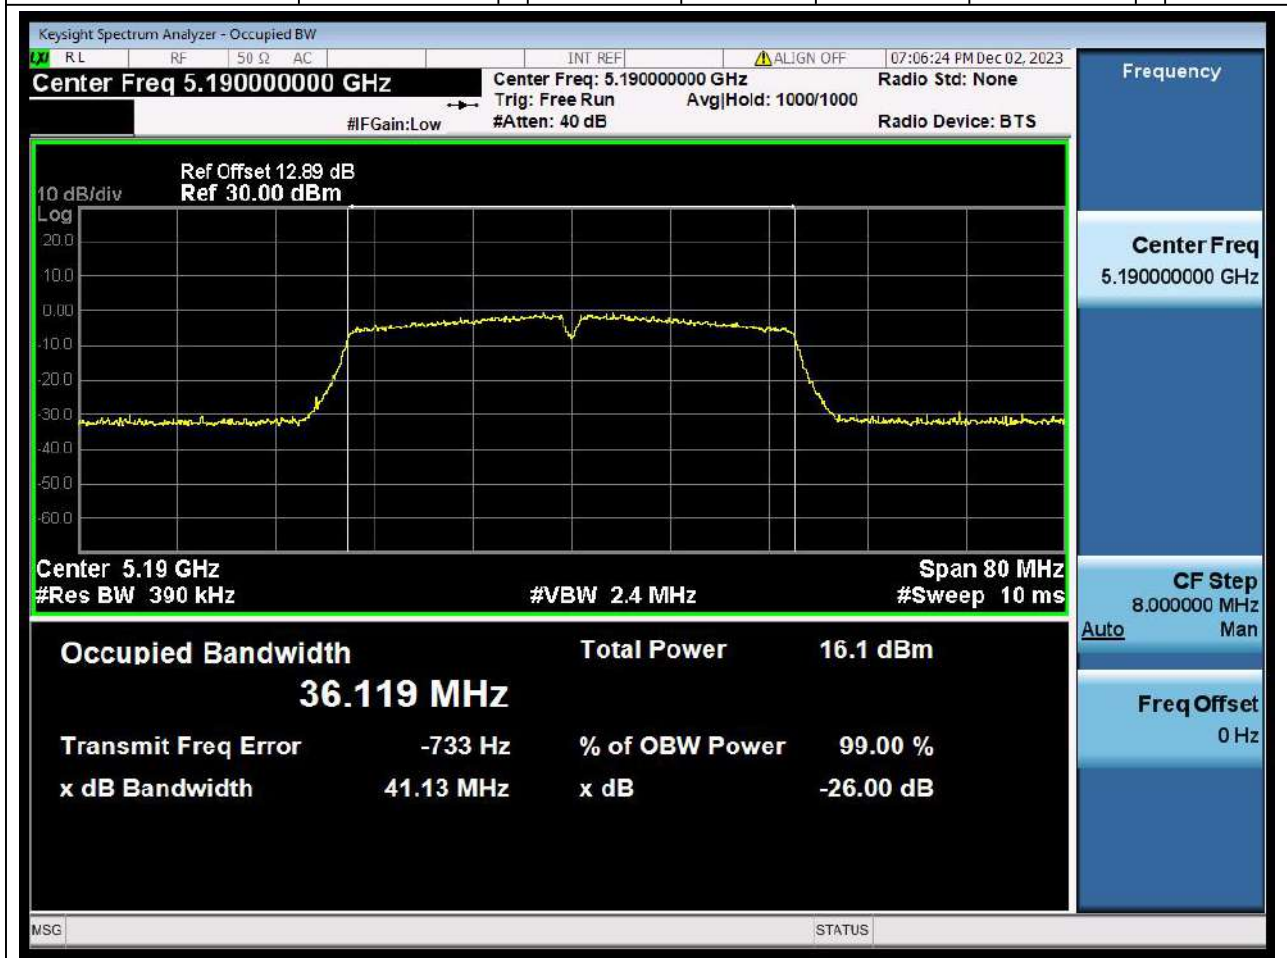 Keysight Spectrum Analyzer - Occupied BW
LXI RL RF 50 Ω AC INT REF ALIGN OFF 07:06:24 PM Dec 02, 2023
Center Freq 5.190000000 GHz
Center Freq: 5.190000000 GHz
Radio Std: None
Trig: Free Run Avg|Hold: 1000/1000
#IFGain:Low #Atten: 40 dB
Radio Device: BTS
Ref Offset 12.89 dB
10 dB/div Ref 30.00 dBm
Log
20.0
10.0
0.00
-10.0
-20.0
-30.0
-40.0
-50.0
-60.0
Center 5.19 GHz Span 80 MHz
#Res BW 390 kHz #VBW 2.4 MHz #Sweep 10 ms
Occupied Bandwidth Total Power 16.1 dBm
36.119 MHz
Transmit Freq Error -733 Hz % of OBW Power 99.00 %
x dB Bandwidth 41.13 MHz x dB -26.00 dB
MSG STATUS
Frequency
Center Freq
5.190000000 GHz
CF Step
8.000000 MHz
Auto Man
Freq Offset
0 Hz